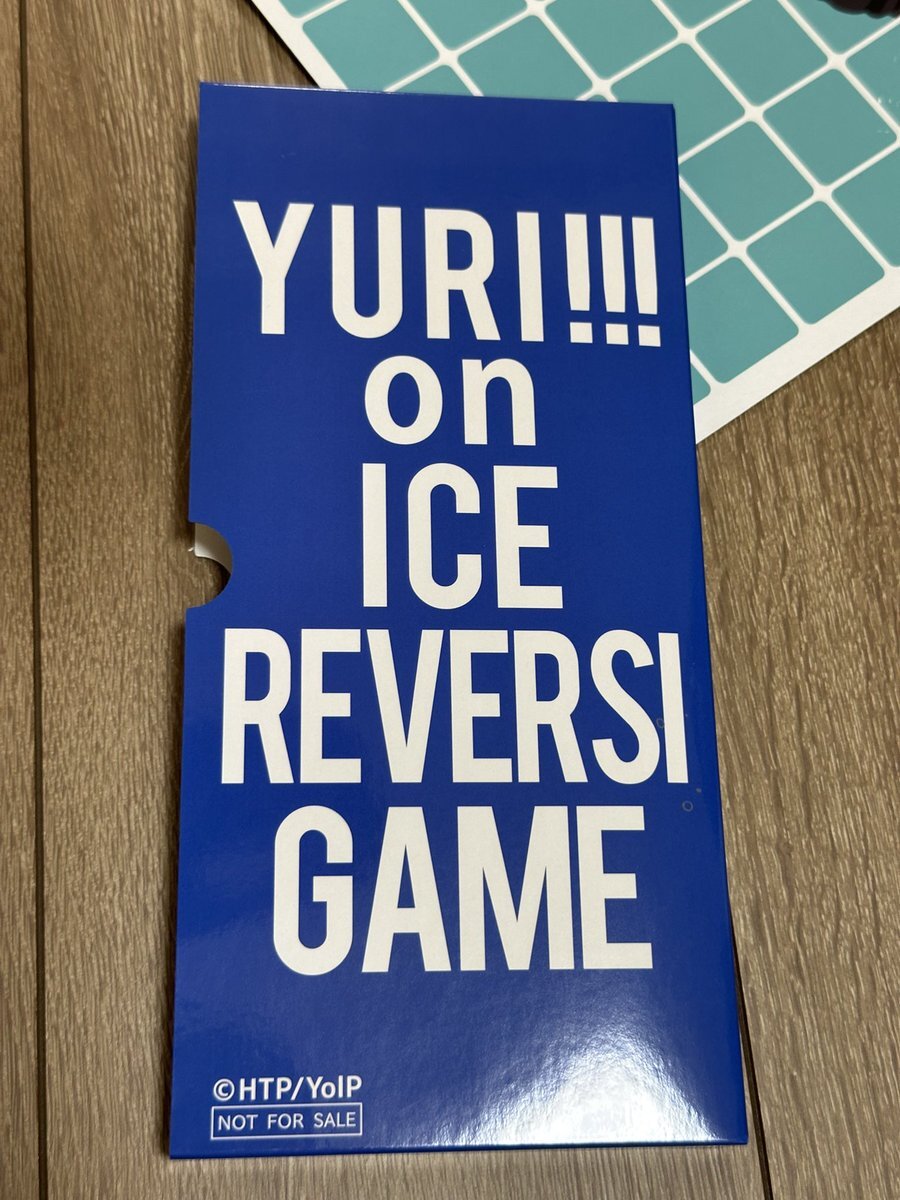 YURI!!!
on
ICE
REVERSI
GAME
©HTP/YoIP
NOT FOR SALE